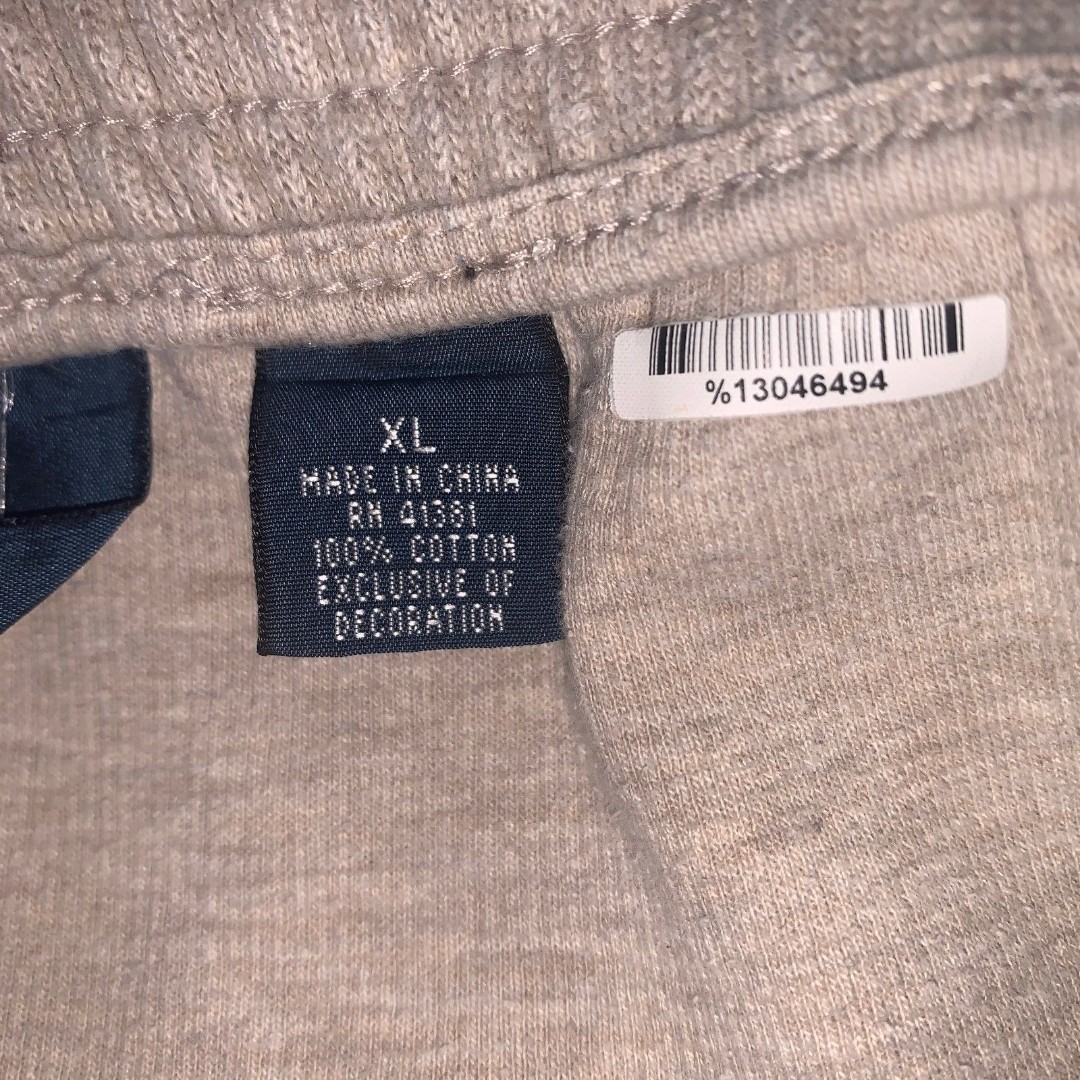 XL
MADE IN CHINA
RN 41381
100% COTTON
EXCLUSIVE OF
DECORATION
%13046494